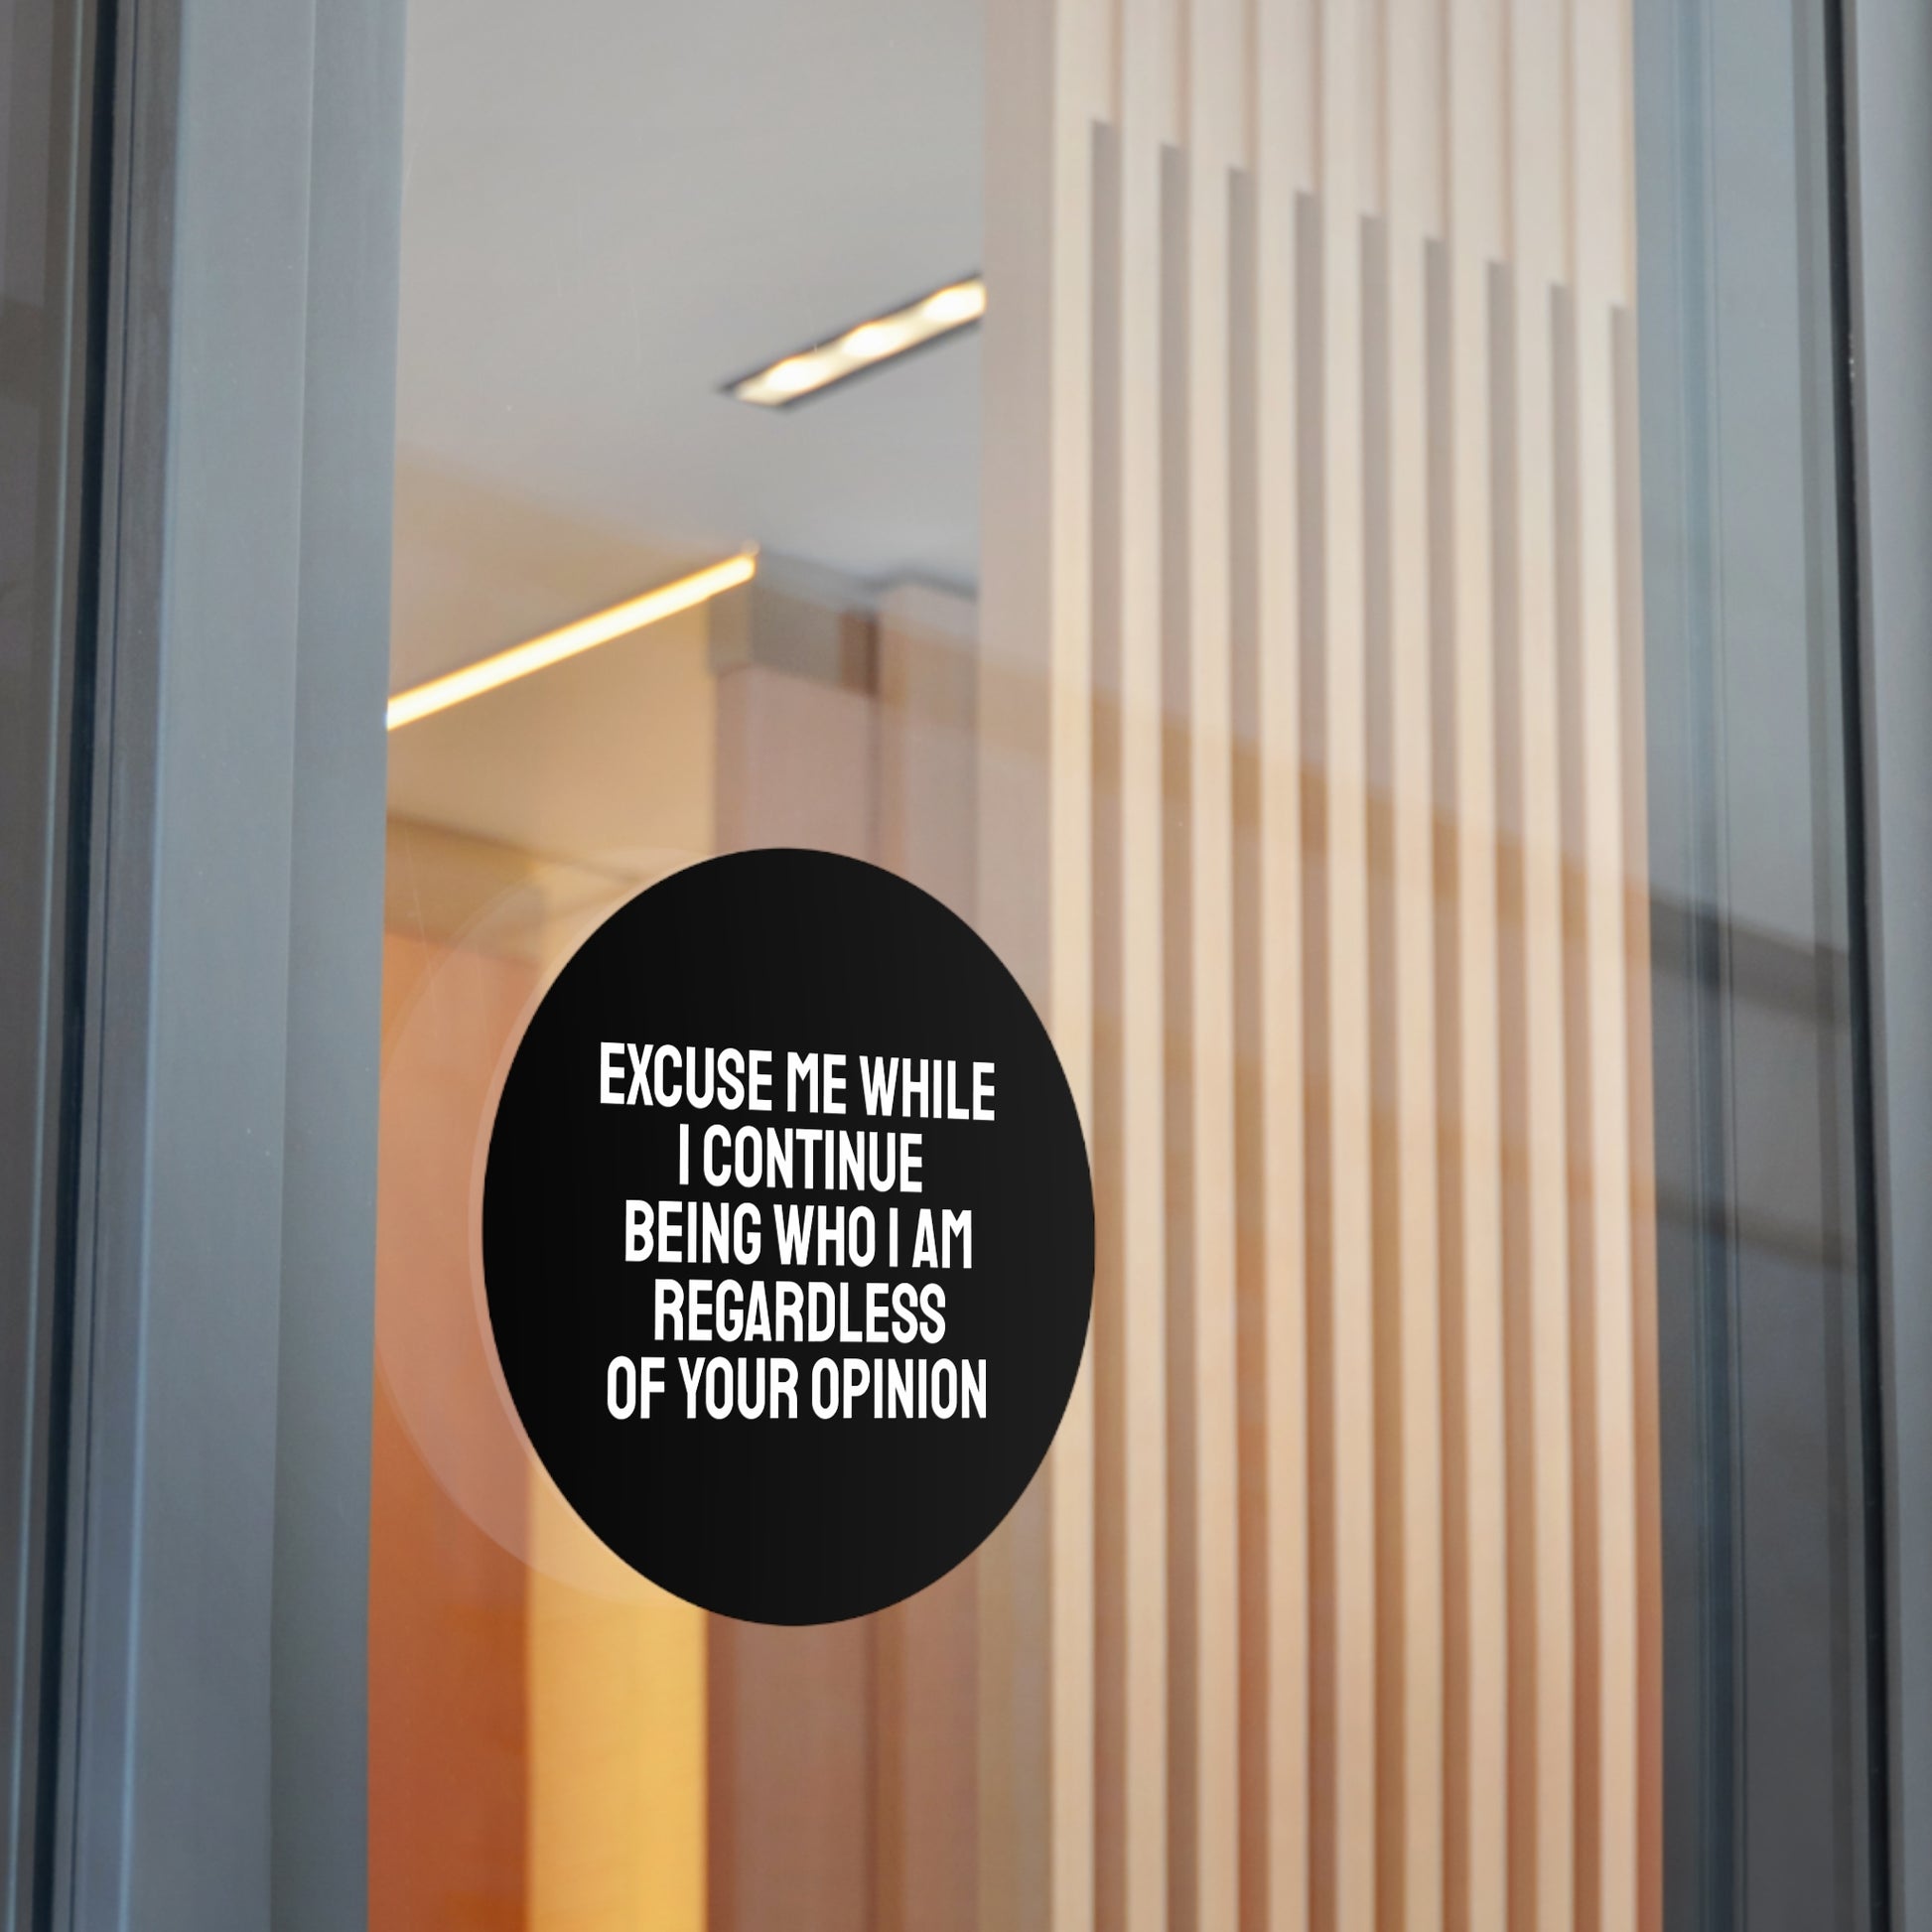 EXCUSE ME WHILE
I CONTINUE
BEING WHO I AM
REGARDLESS
OF YOUR OPINION